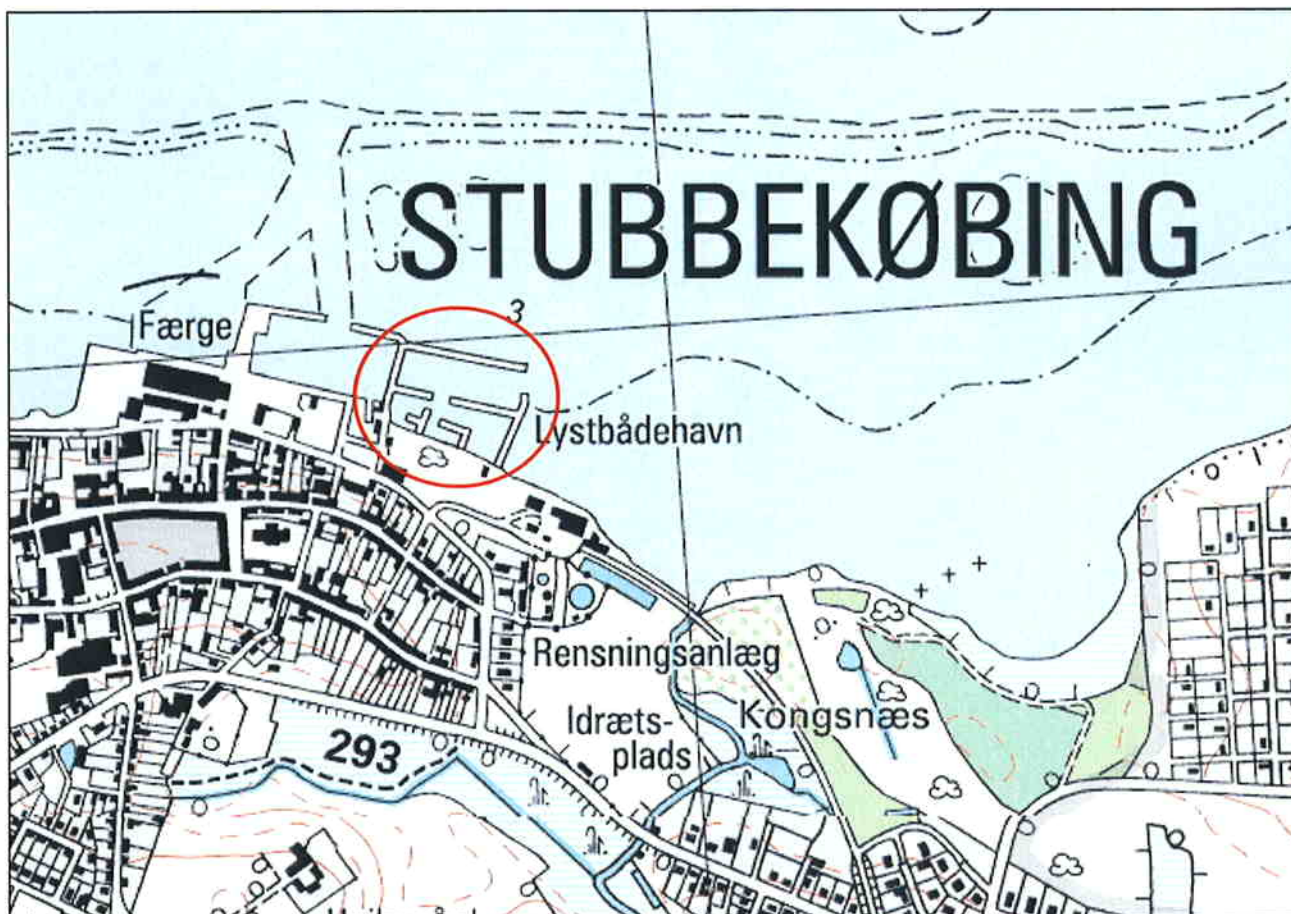 STUBBEKØBING
3
Færge
Lystbådehavn
Rensningsanlæg
Idræts-
plads
Kongsnæs
293